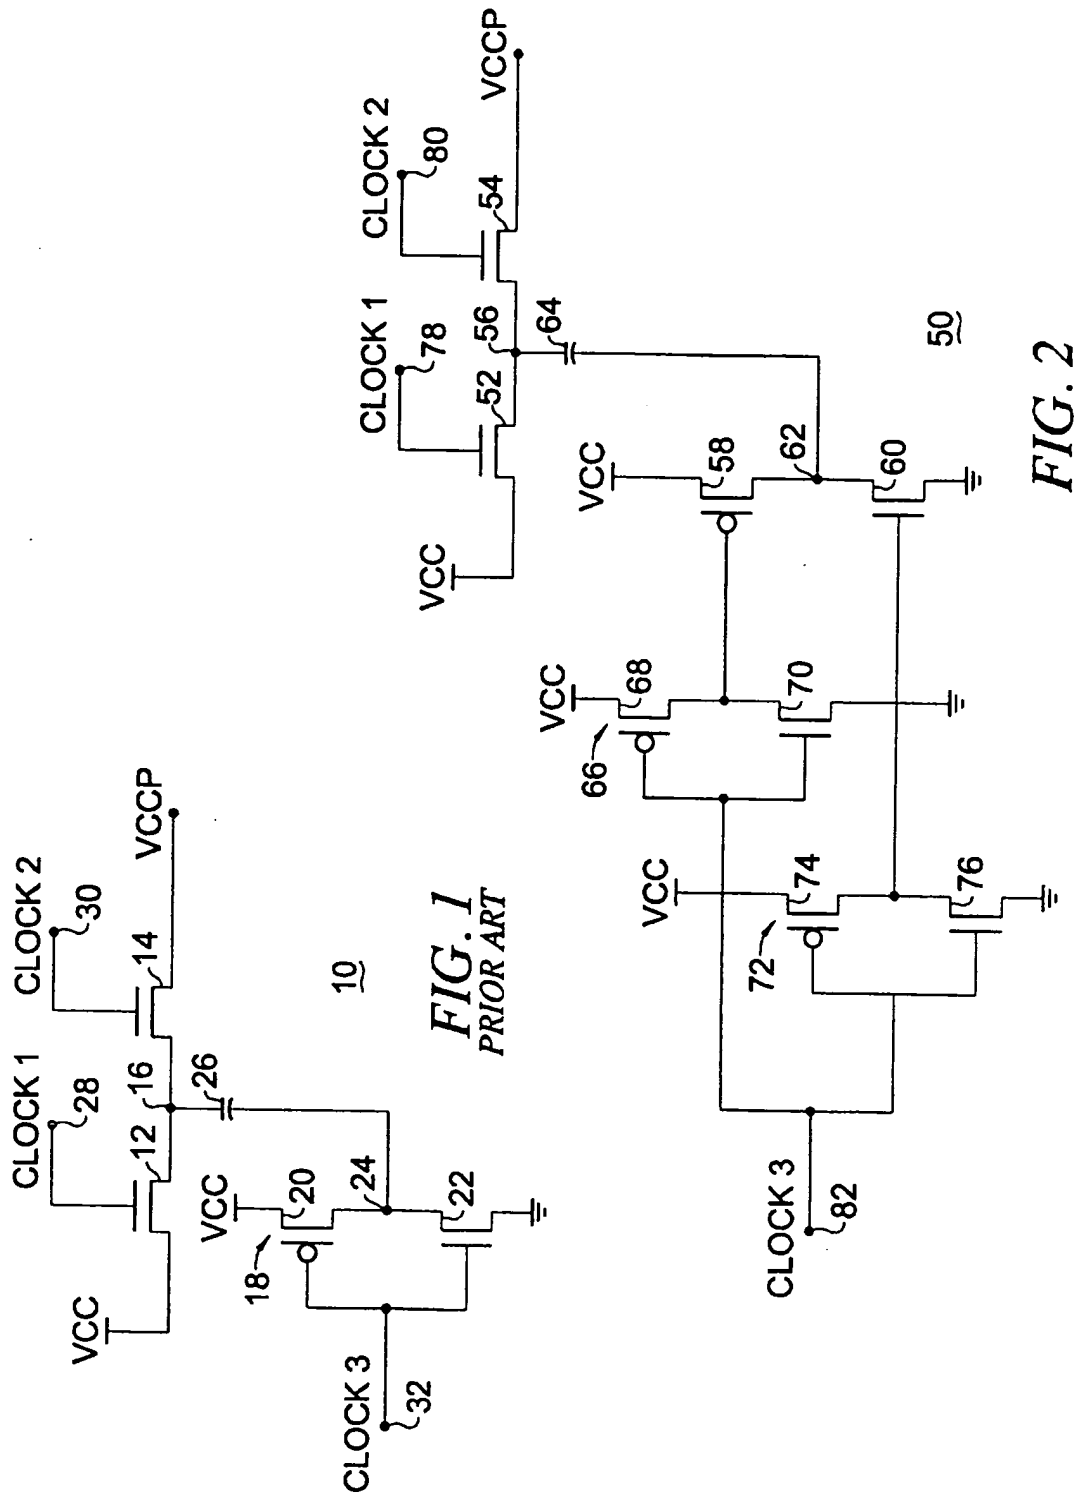 CLOCK 1
CLOCK 2
28
30
VCC
12
16
14
VCCP
26
VCC
18
20
24
22
CLOCK 3
32
10
FIG. 1
PRIOR ART
CLOCK 1
CLOCK 2
78
80
VCC
52
56
54
VCCP
64
VCC
58
62
60
VCC
66
68
70
VCC
72
74
76
CLOCK 3
82
50
FIG. 2